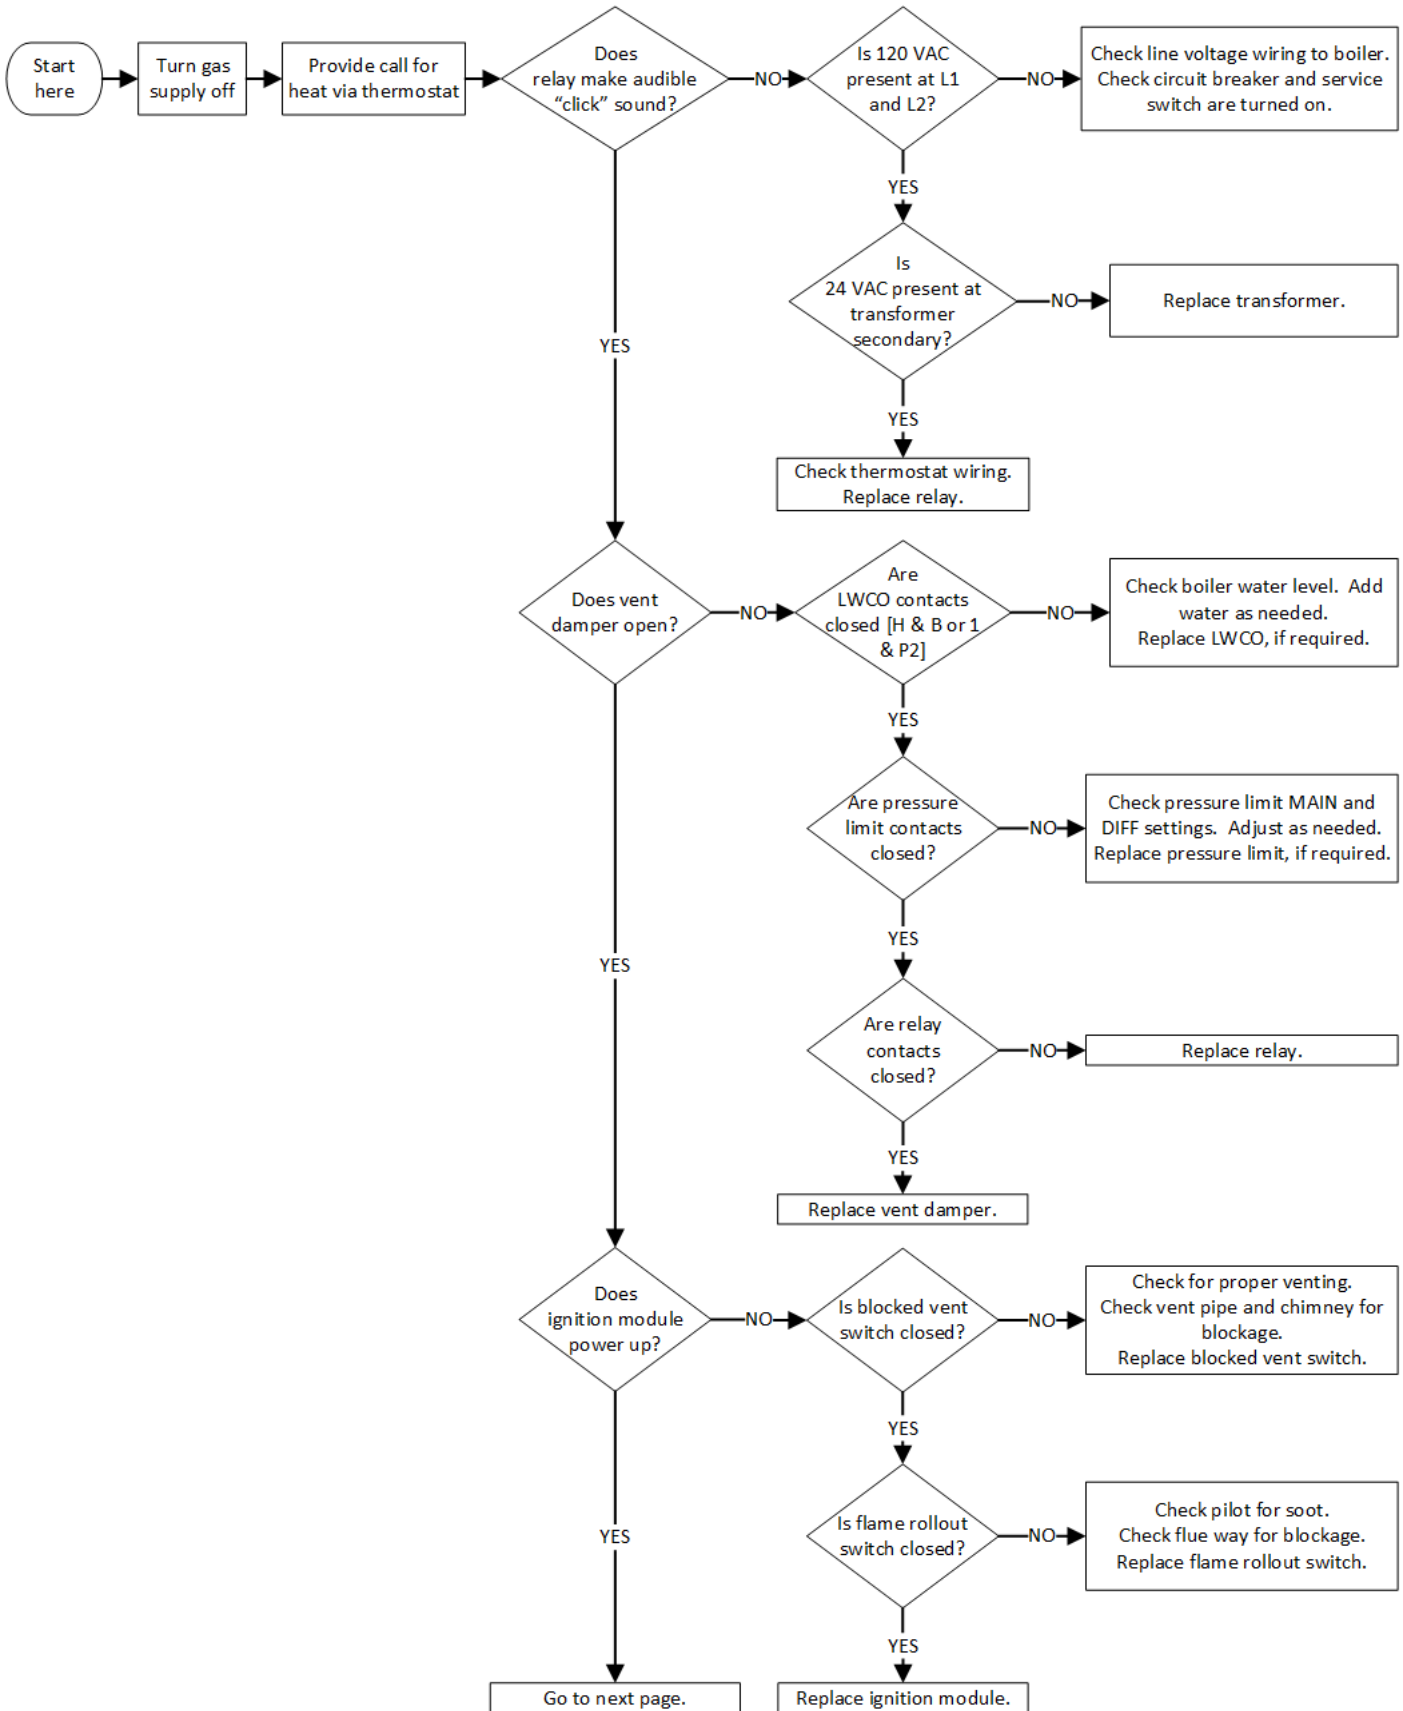 Start
here
Turn gas
supply off
Provide call for
heat via thermostat
Does
relay make audible
“click” sound?
NO
Is 120 VAC
present at L1
and L2?
NO
Check line voltage wiring to boiler.
Check circuit breaker and service
switch are turned on.
YES
Is
24 VAC present at
transformer
secondary?
NO
Replace transformer.
YES
YES
Check thermostat wiring.
Replace relay.
Does vent
damper open?
NO
Are
LWCO contacts
closed [H & B or 1
& P2]
NO
Check boiler water level. Add
water as needed.
Replace LWCO, if required.
YES
Are pressure
limit contacts
closed?
NO
Check pressure limit MAIN and
DIFF settings. Adjust as needed.
Replace pressure limit, if required.
YES
YES
Are relay
contacts
closed?
NO
Replace relay.
YES
Replace vent damper.
Does
ignition module
power up?
NO
Is blocked vent
switch closed?
NO
Check for proper venting.
Check vent pipe and chimney for
blockage.
Replace blocked vent switch.
YES
Is flame rollout
switch closed?
NO
Check pilot for soot.
Check flue way for blockage.
Replace flame rollout switch.
YES
YES
Go to next page.
Replace ignition module.